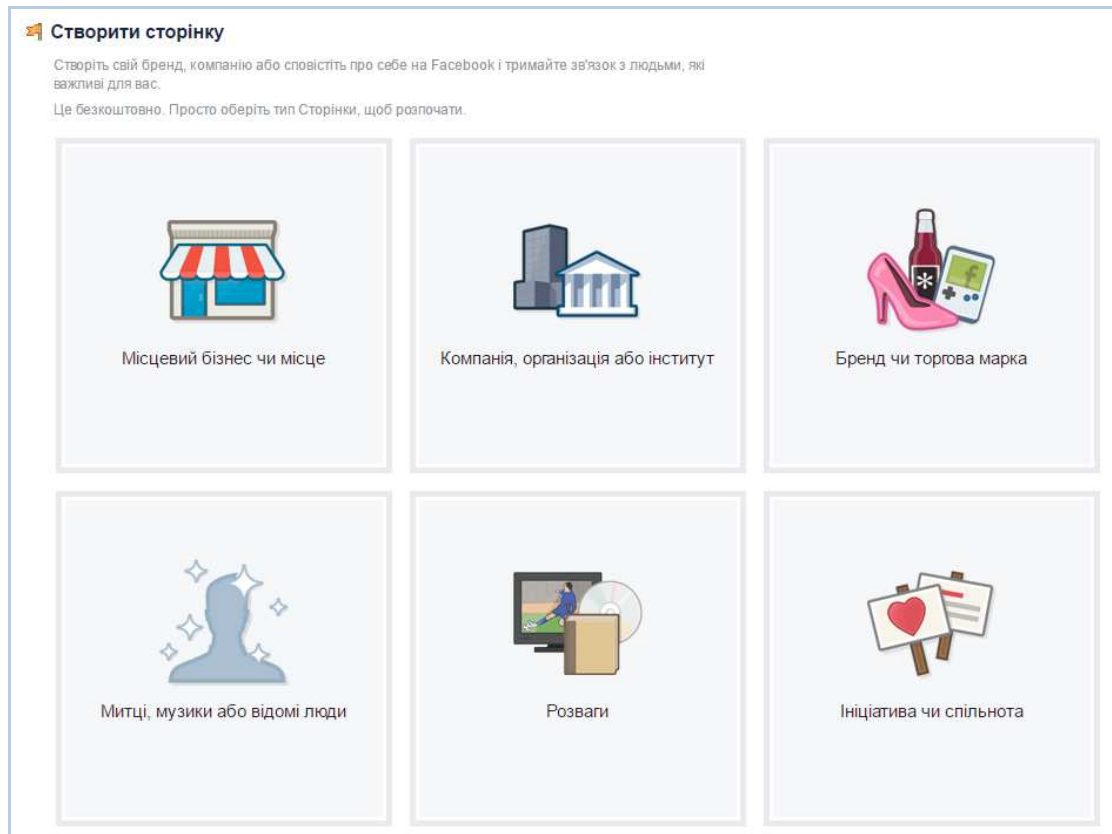 Створити сторінку
Створіть свій бренд, компанію або сповістіть про себе на Facebook і тримайте зв'язок з людьми, які
важливі для вас.
Це безкоштовно. Просто оберіть тип Сторінки, щоб розпочати.
Місцевий бізнес чи місце
Компанія, організація або інститут
Бренд чи торгова марка
Митці, музики або відомі люди
Розваги
Ініціатива чи спільнота